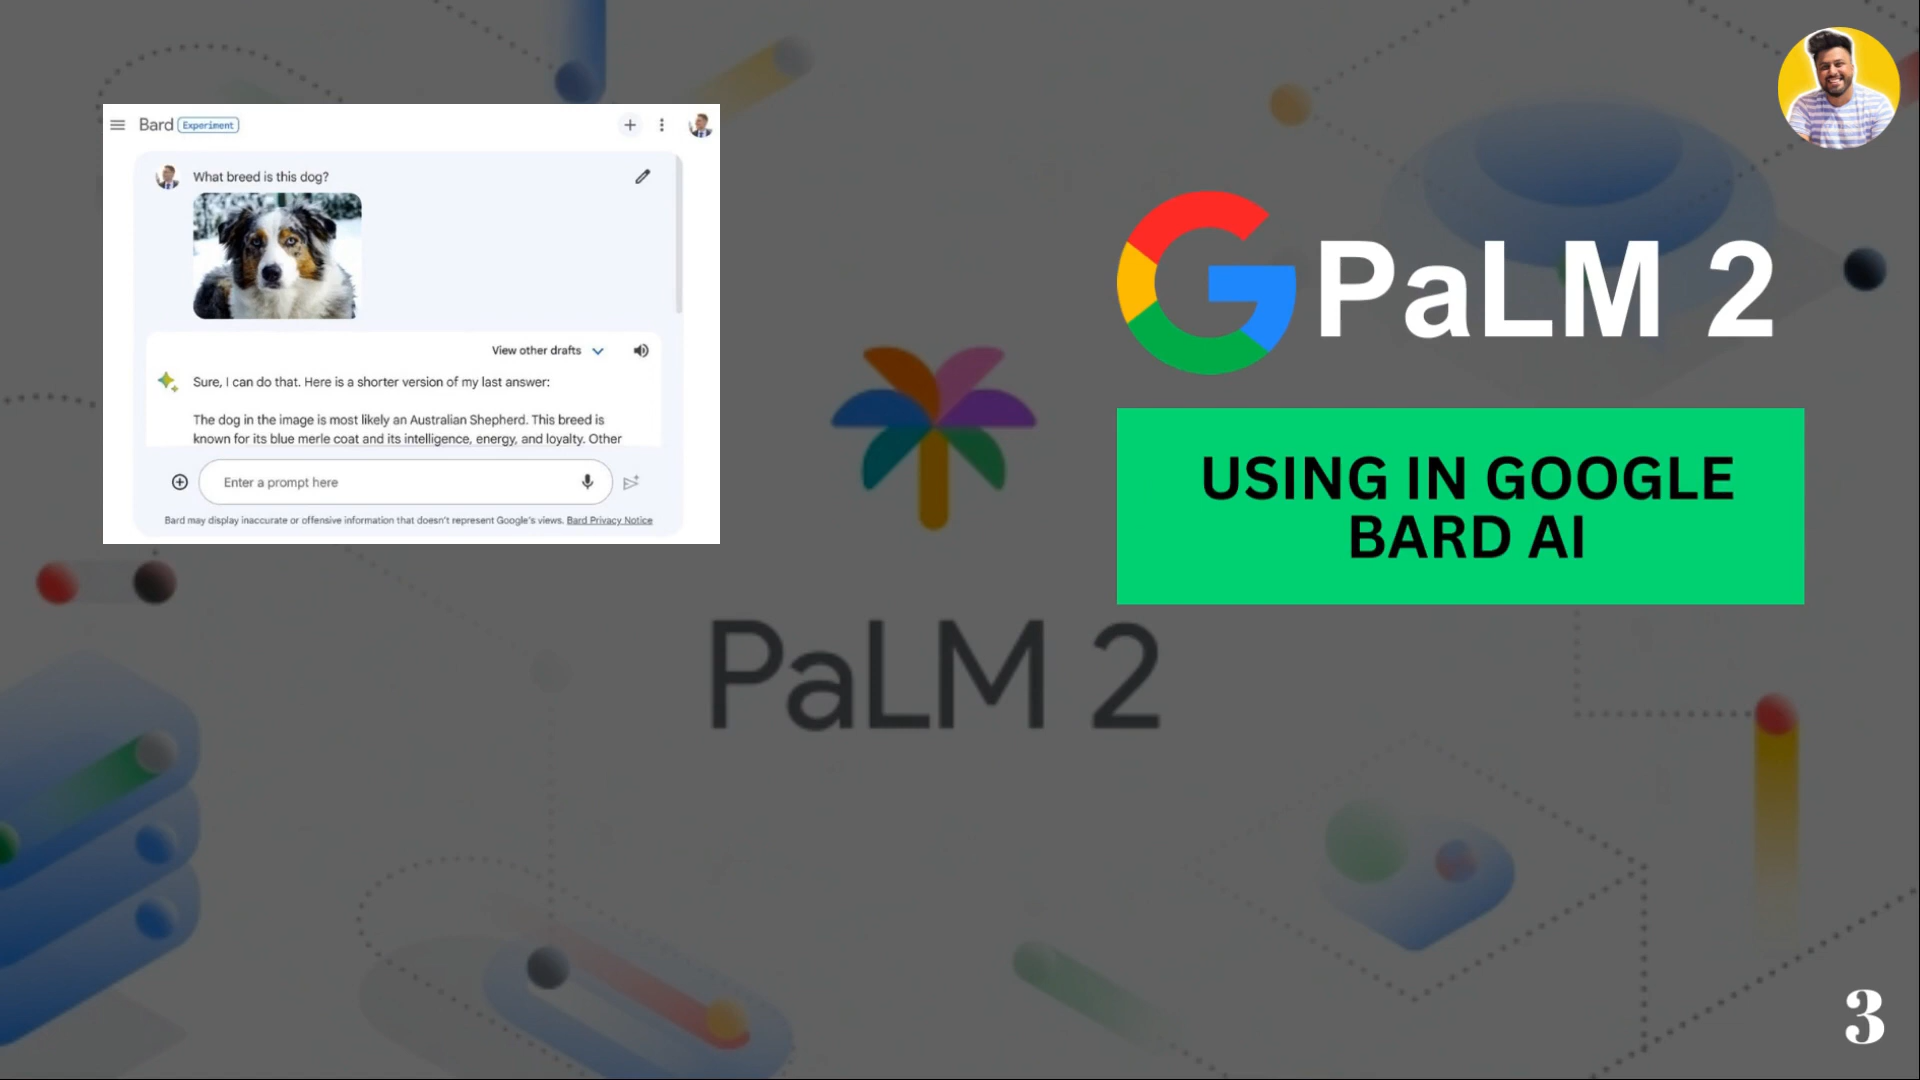 Bard Experiment
What breed is this dog?
View other drafts
Sure, I can do that. Here is a shorter version of my last answer:
The dog in the image is most likely an Australian Shepherd. This breed is
known for its blue merle coat and its intelligence, energy, and loyalty. Other
Enter a prompt here
Bard may display inaccurate or offensive information that doesn't represent Google's views. Bard Privacy Notice
G PaLM 2
USING IN GOOGLE
BARD AI
PaLM 2
3